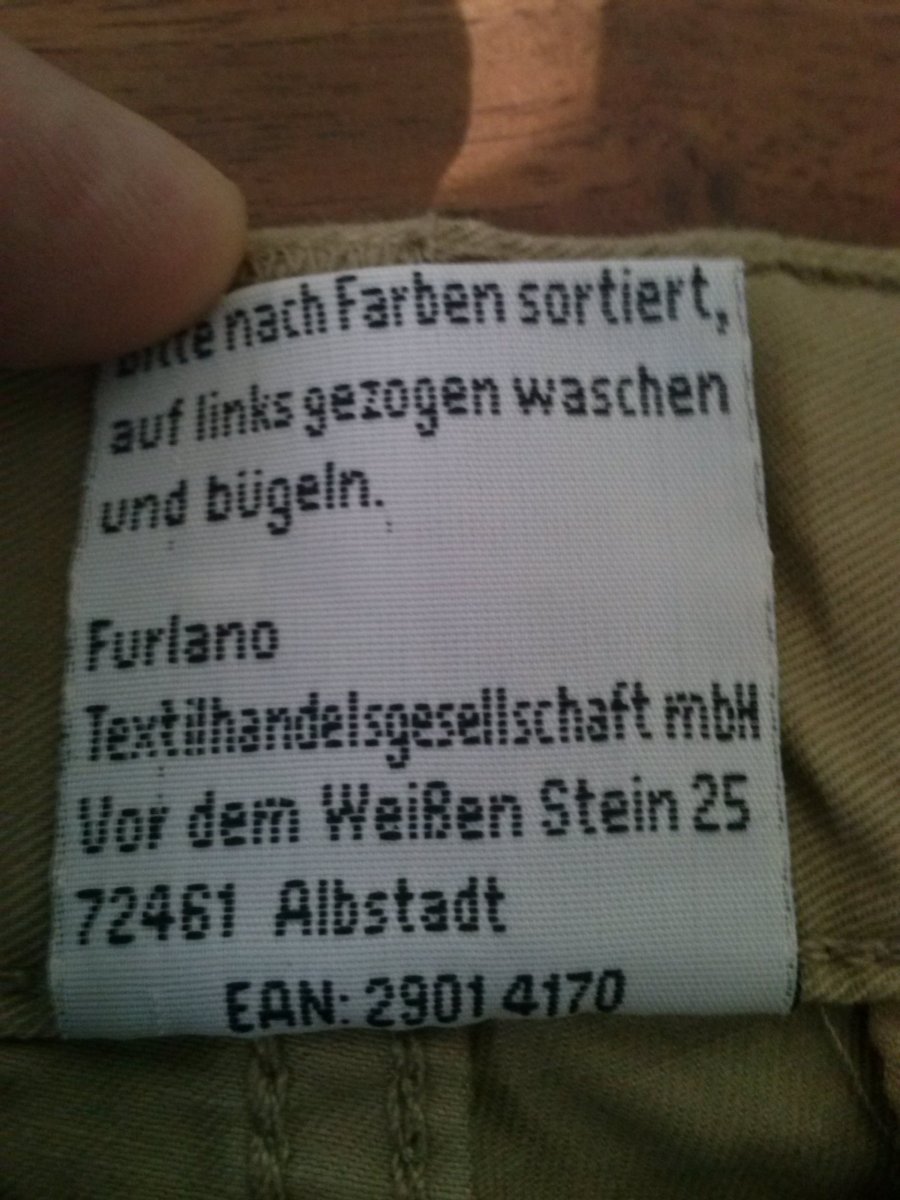 Bitte nach Farben sortiert,
auf links gezogen waschen
und bügeln.
Furlano
Textilhandelsgesellschaft mbH
Vor dem Weißen Stein 25
72461 Albstadt
EAN: 2901 4170